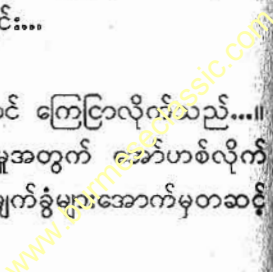 င်း...
င် ကြေငြာလိုက်သည်...။
မှုအတွက် အော်ဟစ်လိုက်
ျက်ခွံများအောက်မှတဆင့်
www.burmeseclassic.com